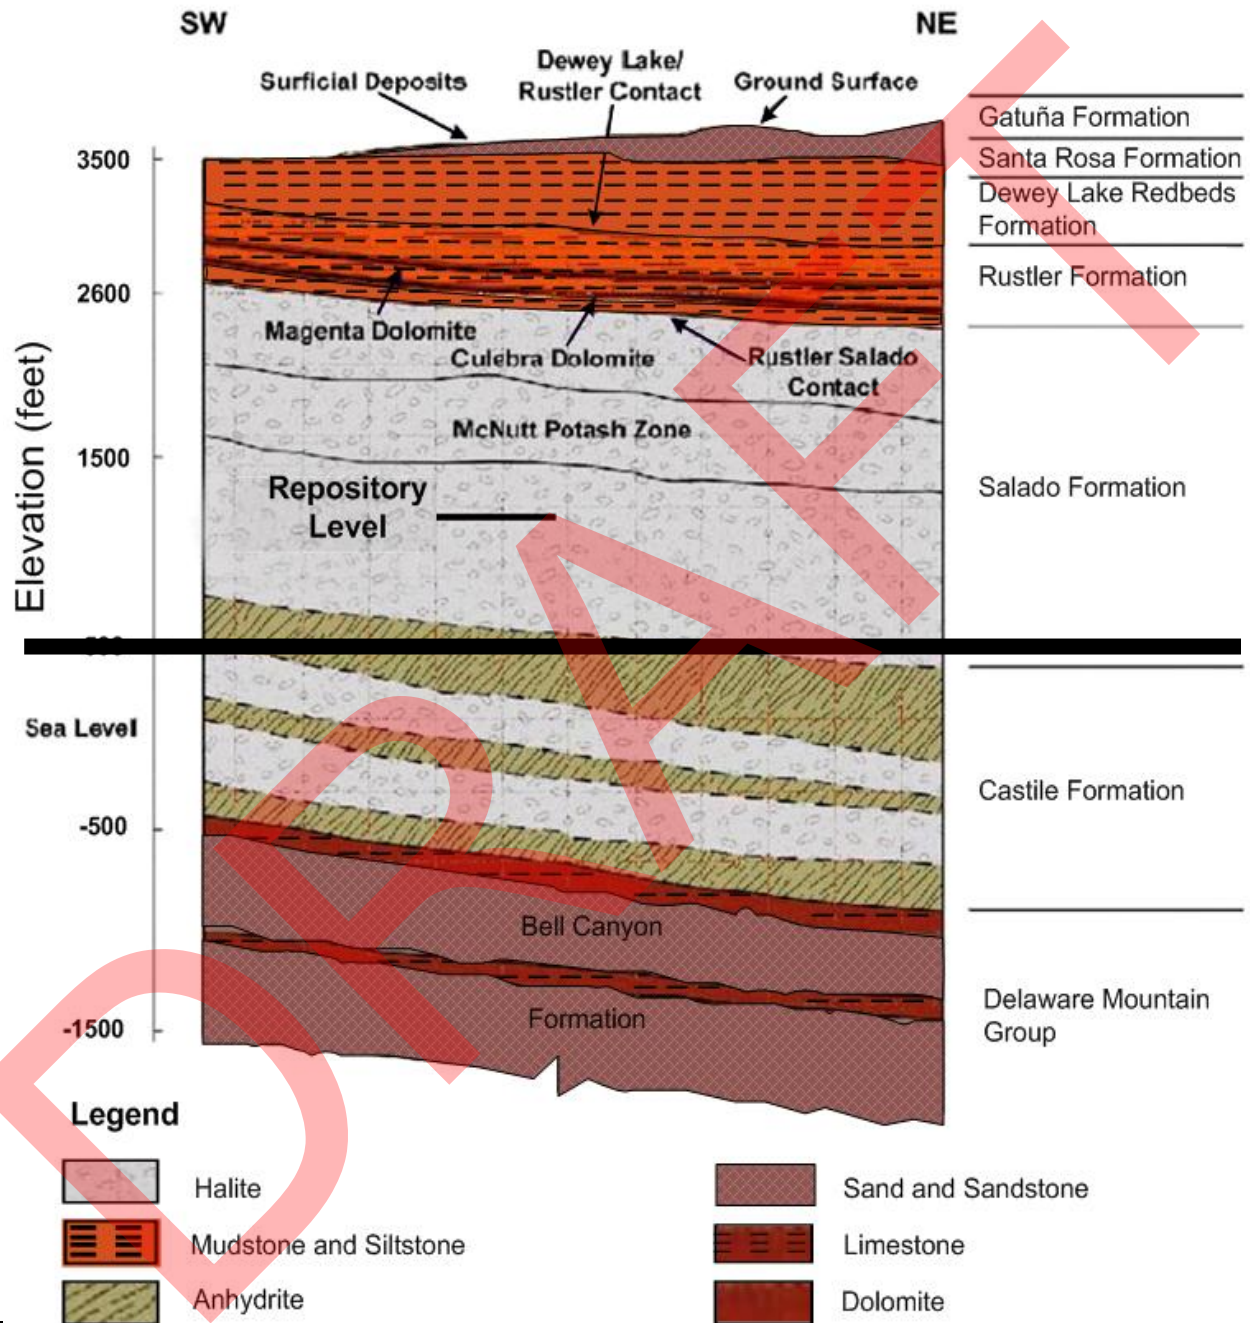 SW
NE
Dewey Lake/
Rustler Contact
Surficial Deposits
Ground Surface
Gatuña Formation
3500
Santa Rosa Formation
Dewey Lake Redbeds
Formation
Rustler Formation
2600
Magenta Dolomite
Culebra Dolomite
Rustler Salado
Contact
McNutt Potash Zone
1500
Elevation (feet)
Repository
Level
Salado Formation
Sea Level
Castile Formation
-500
Bell Canyon
Formation
Delaware Mountain
Group
-1500
Legend
Halite
Sand and Sandstone
Mudstone and Siltstone
Limestone
Anhydrite
Dolomite
DRAFT